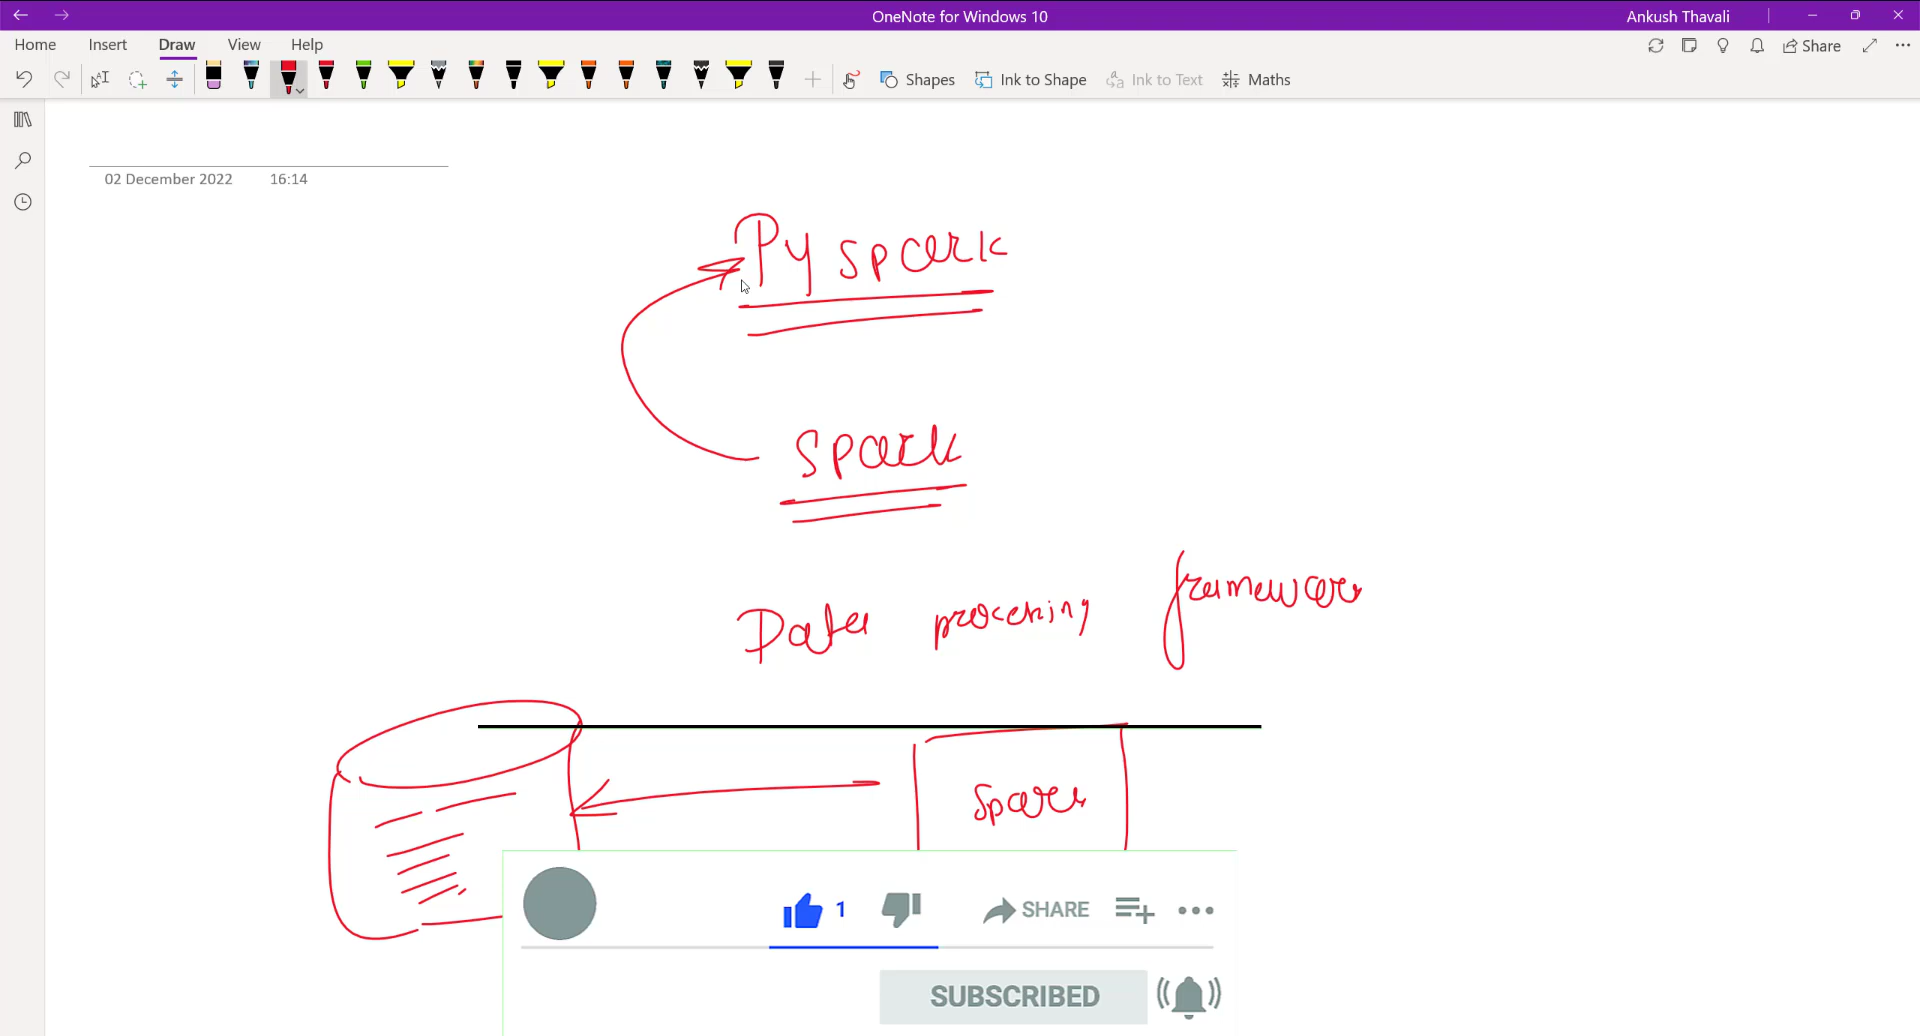 OneNote for Windows 10
Ankush Thavali
Home Insert Draw View Help
Share
Shapes Ink to Shape Ink to Text Maths
02 December 2022 16:14
Py spark
spark
Data processing framework
Spark
1 SHARE
SUBSCRIBED